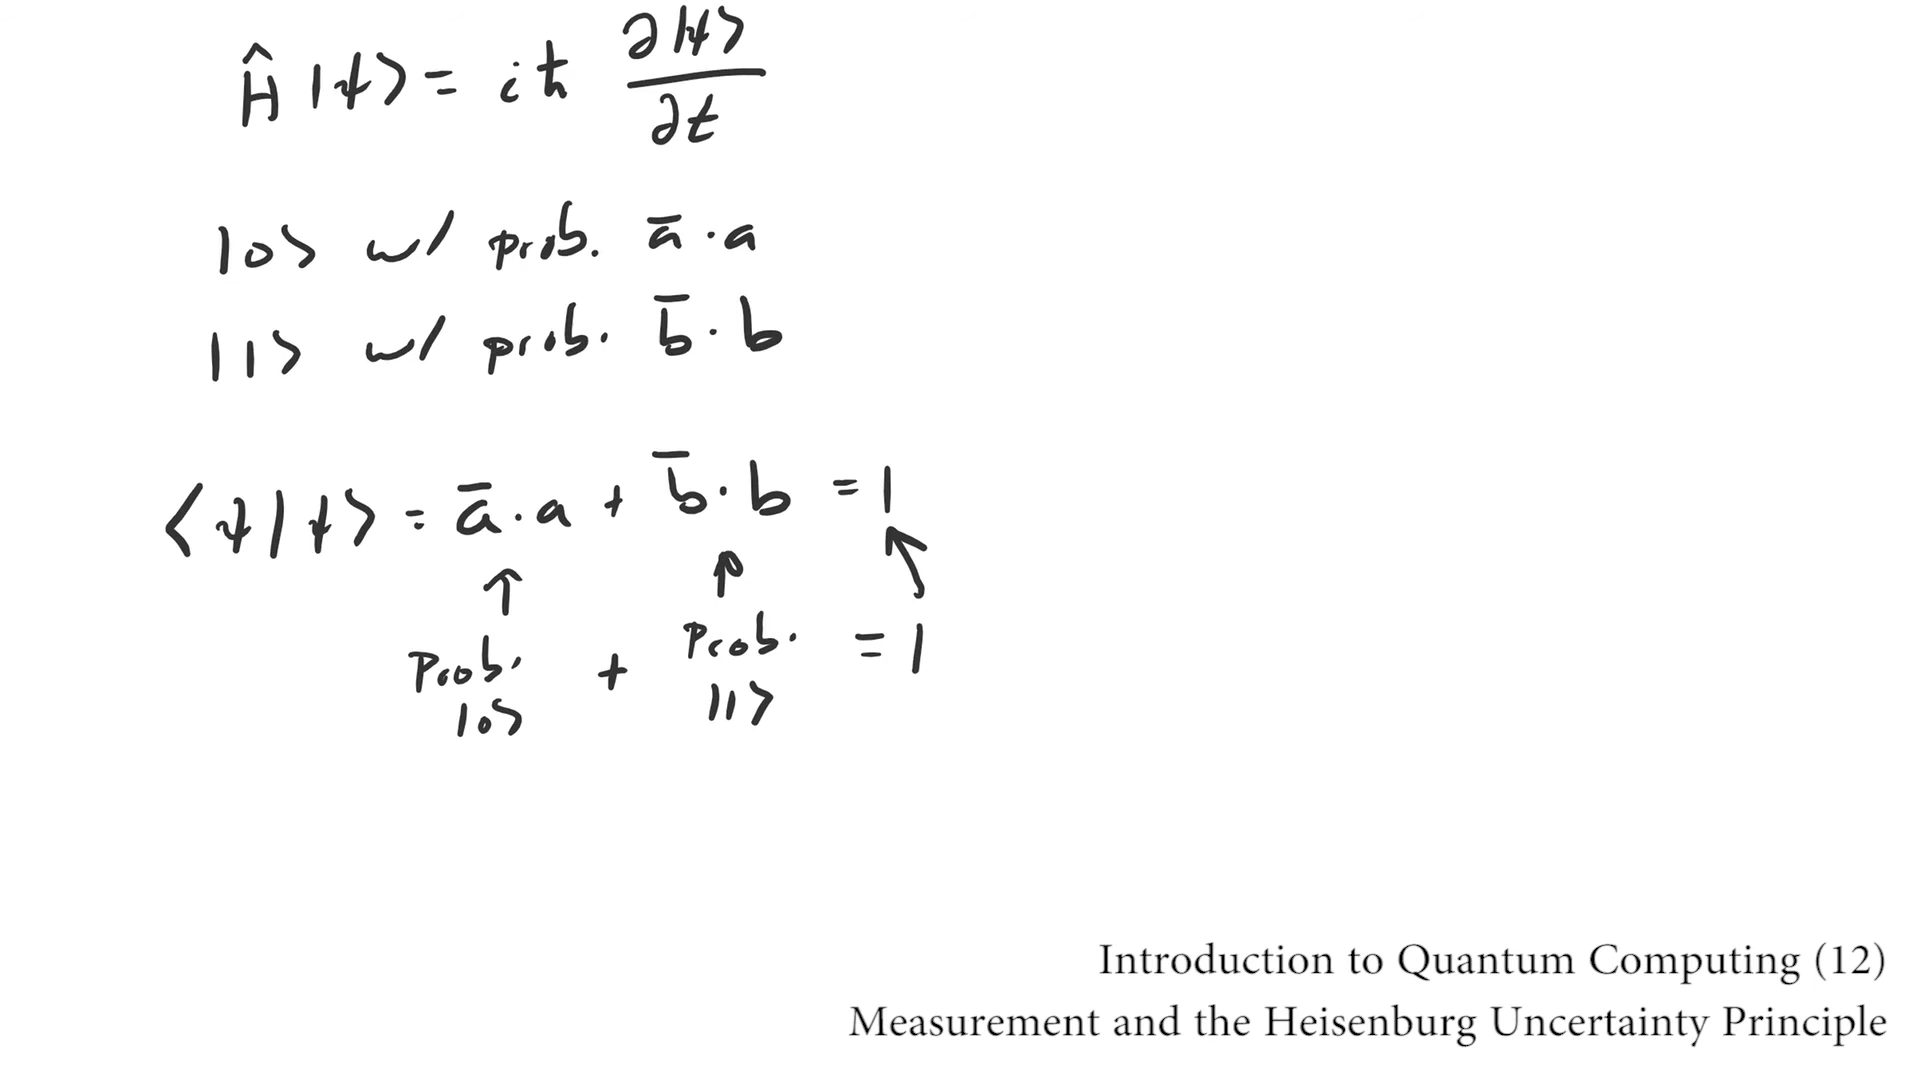 Ĥ|ψ⟩ = iħ ∂|ψ⟩/∂t
|0⟩ w/ prob. a̅·a
|1⟩ w/ prob. b̅·b
⟨ψ|ψ⟩ = a̅·a + b̅·b = 1
↑ ↑ ↖
Prob. |0⟩ + Prob. |1⟩ = 1
Introduction to Quantum Computing (12)
Measurement and the Heisenburg Uncertainty Principle